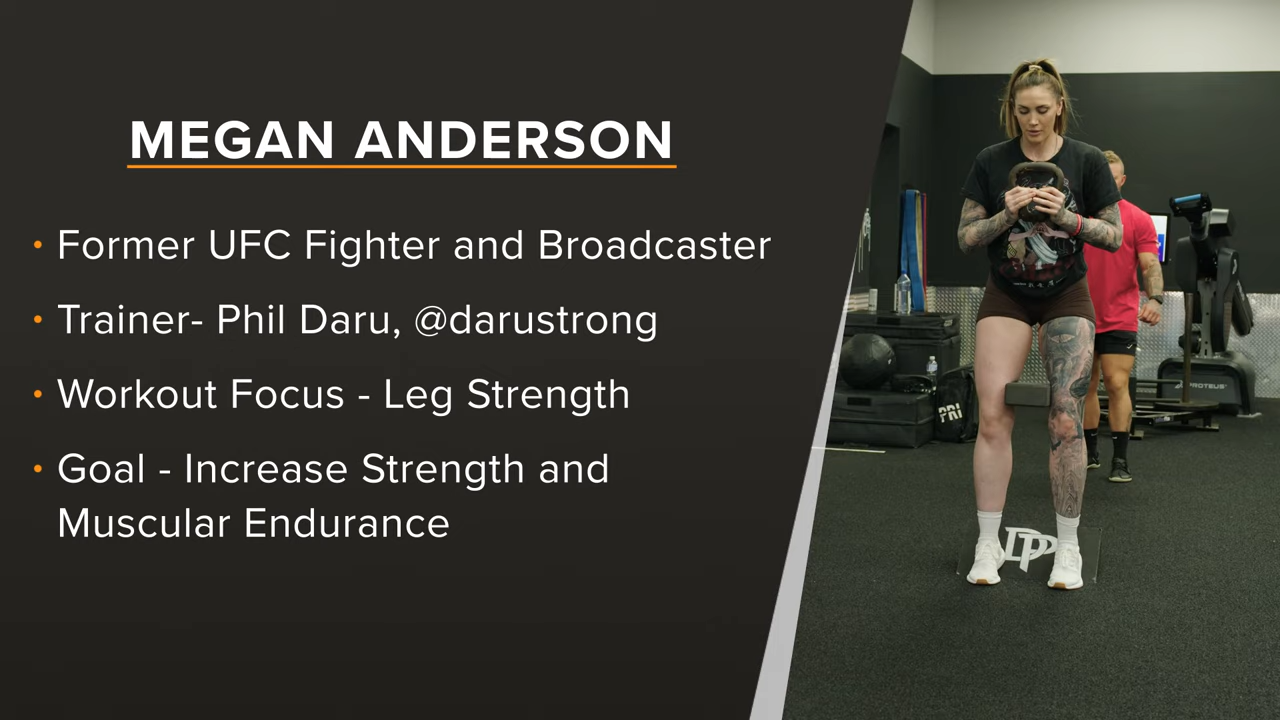 MEGAN ANDERSON
• Former UFC Fighter and Broadcaster
• Trainer- Phil Daru, @darustrong
• Workout Focus - Leg Strength
• Goal - Increase Strength and
Muscular Endurance
PROTEUS
PRI
DPP